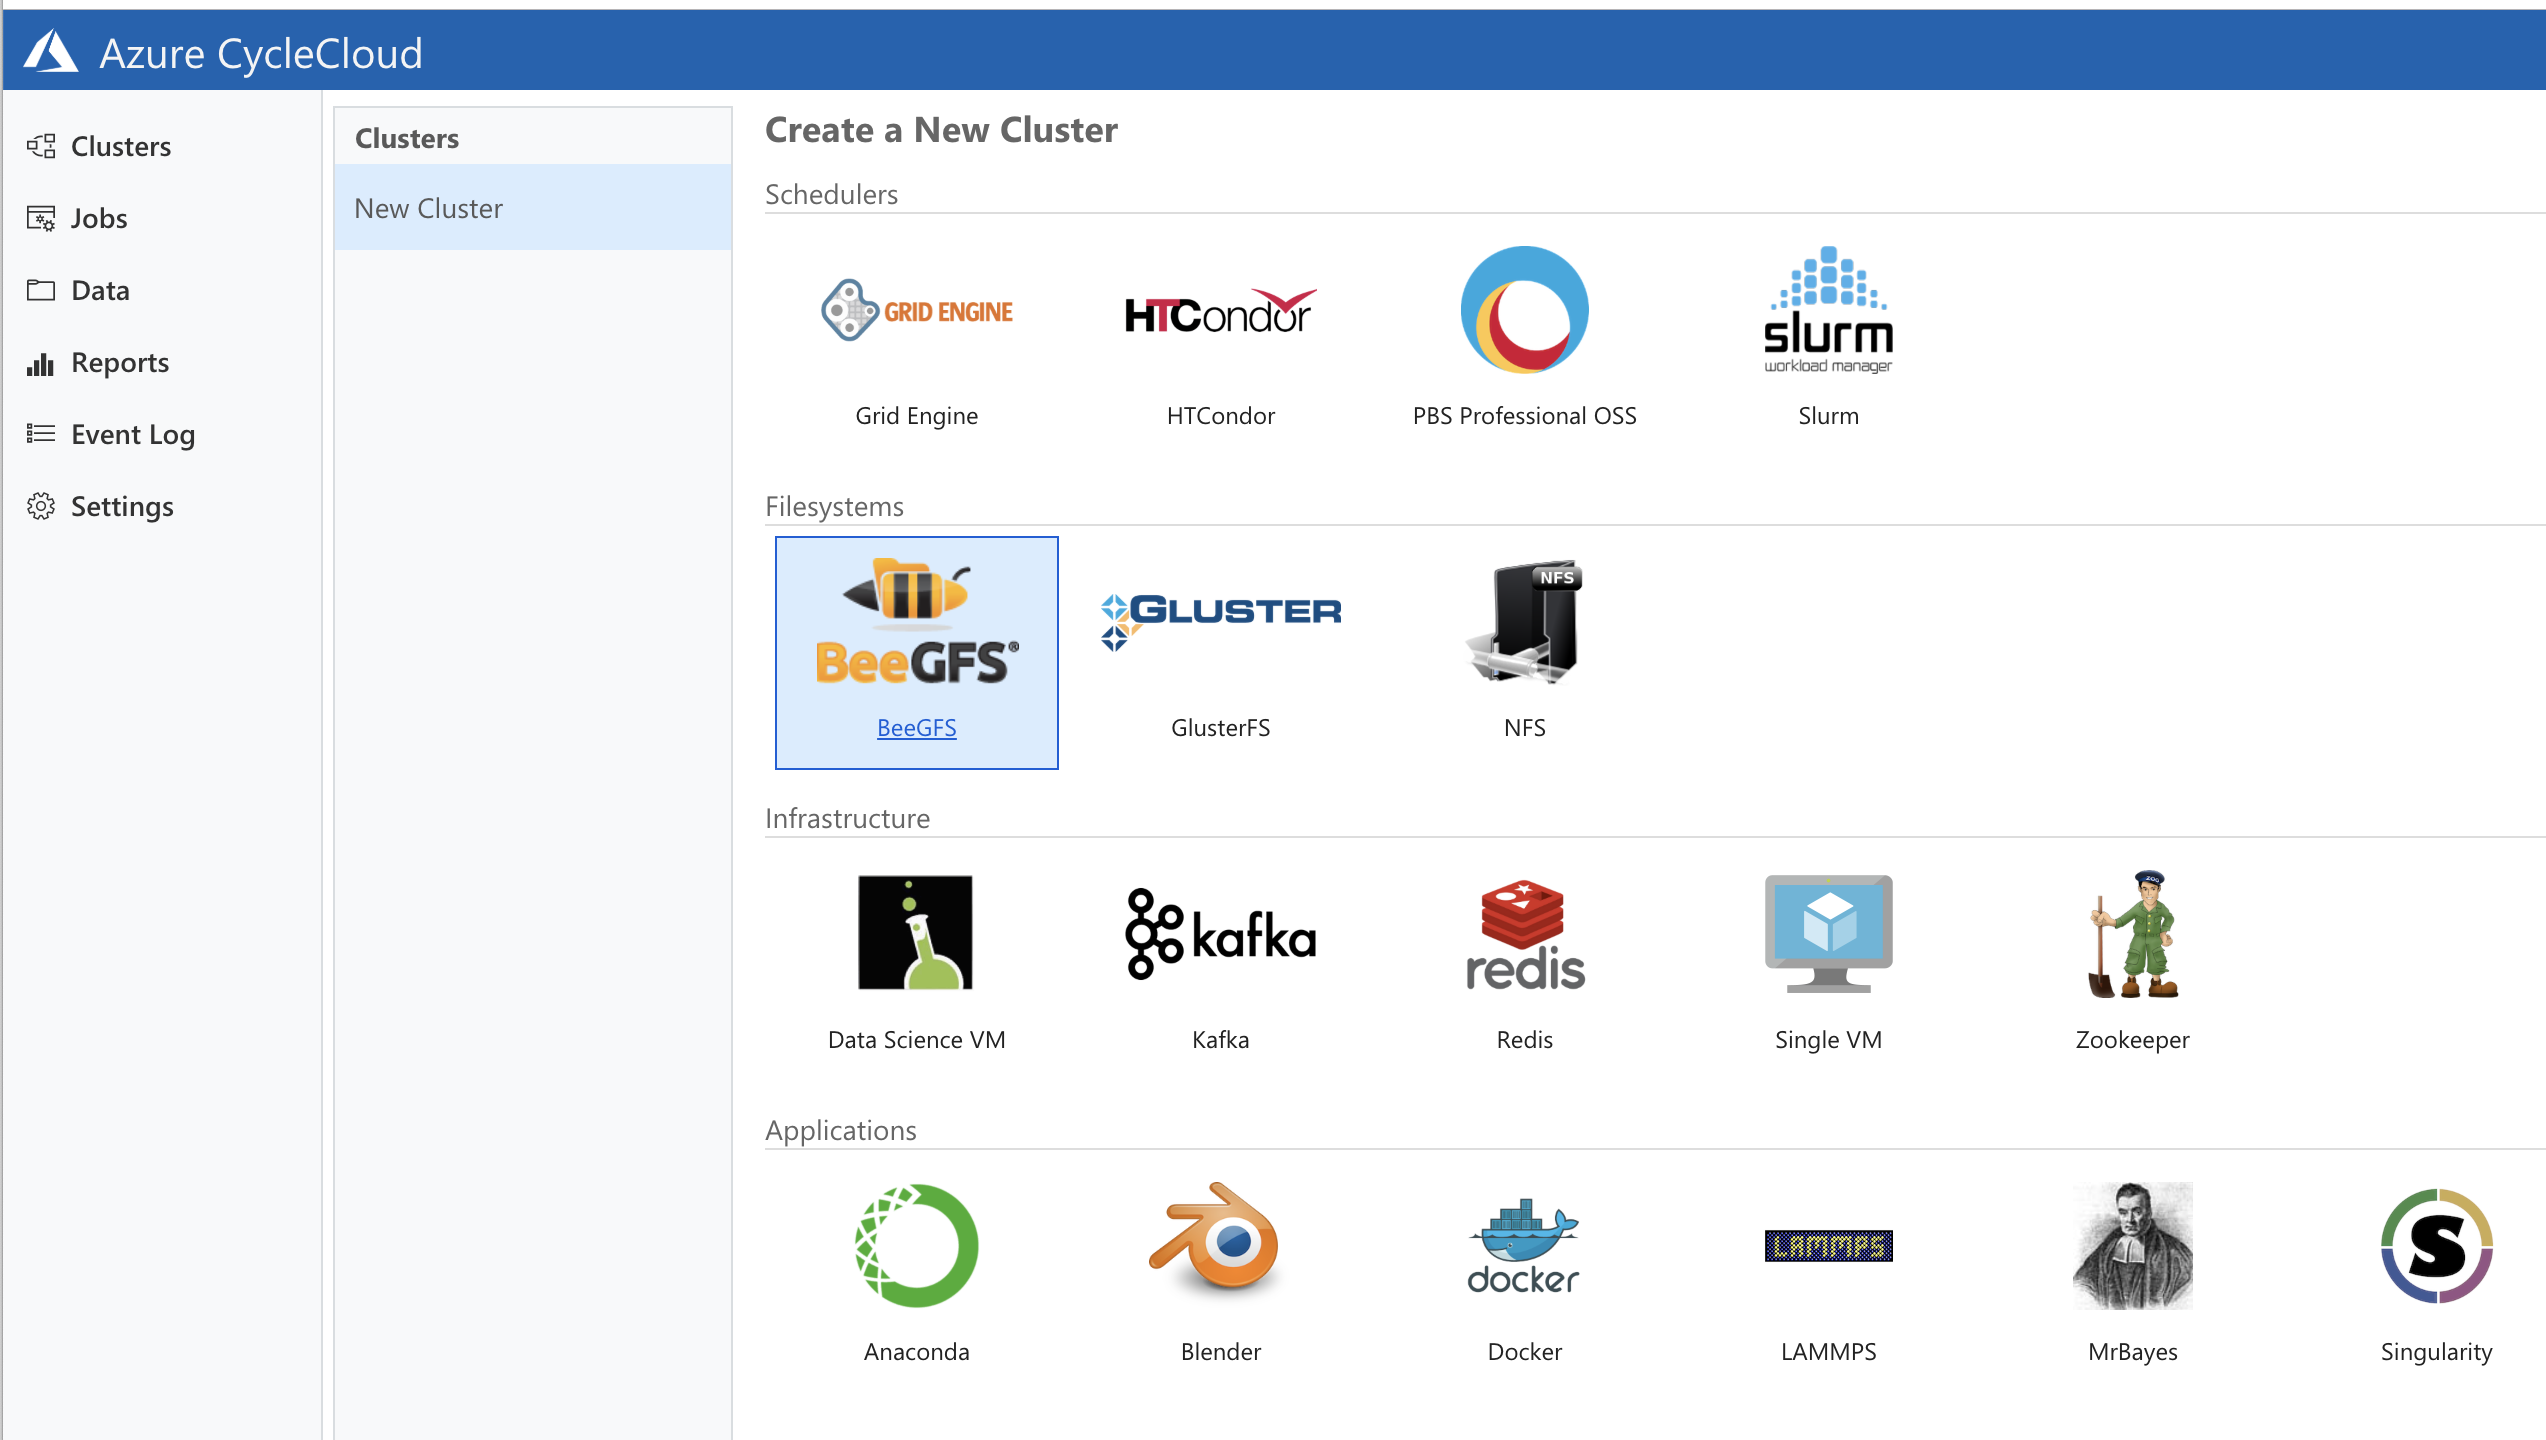 Azure CycleCloud
Clusters
Jobs
Data
Reports
Event Log
Settings
Clusters
New Cluster
Create a New Cluster
Schedulers
GRID ENGINE
HTCondor
slurm
workload manager
Grid Engine
HTCondor
PBS Professional OSS
Slurm
Filesystems
BeeGFS®
GLUSTER
NFS
BeeGFS
GlusterFS
NFS
Infrastructure
kafka
redis
ZOO
Data Science VM
Kafka
Redis
Single VM
Zookeeper
Applications
docker
LAMMPS
S
Anaconda
Blender
Docker
LAMMPS
MrBayes
Singularity